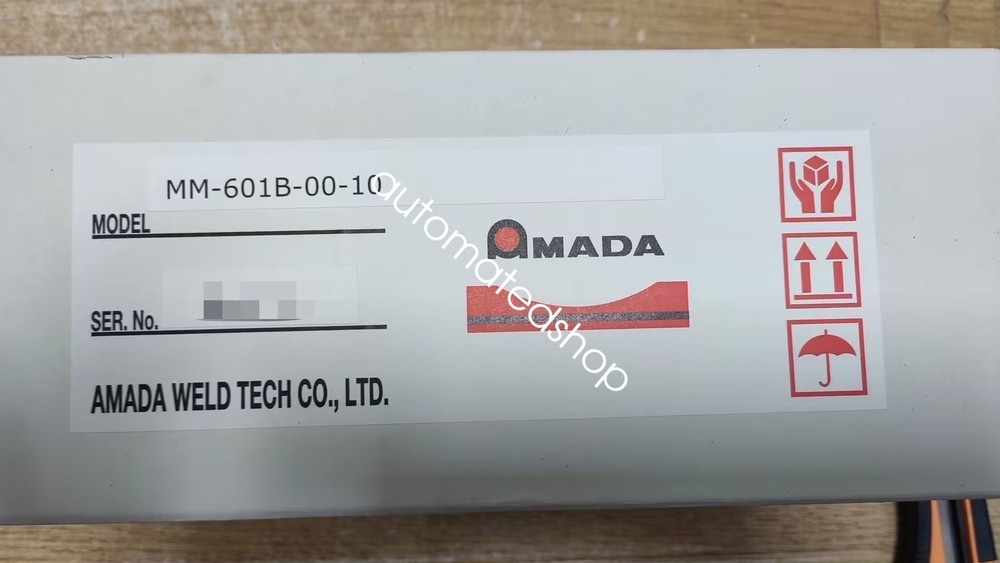 MM-601B-00-10
MODEL
AMADA
SER. No.
AMADA WELD TECH CO., LTD.
automatedshop